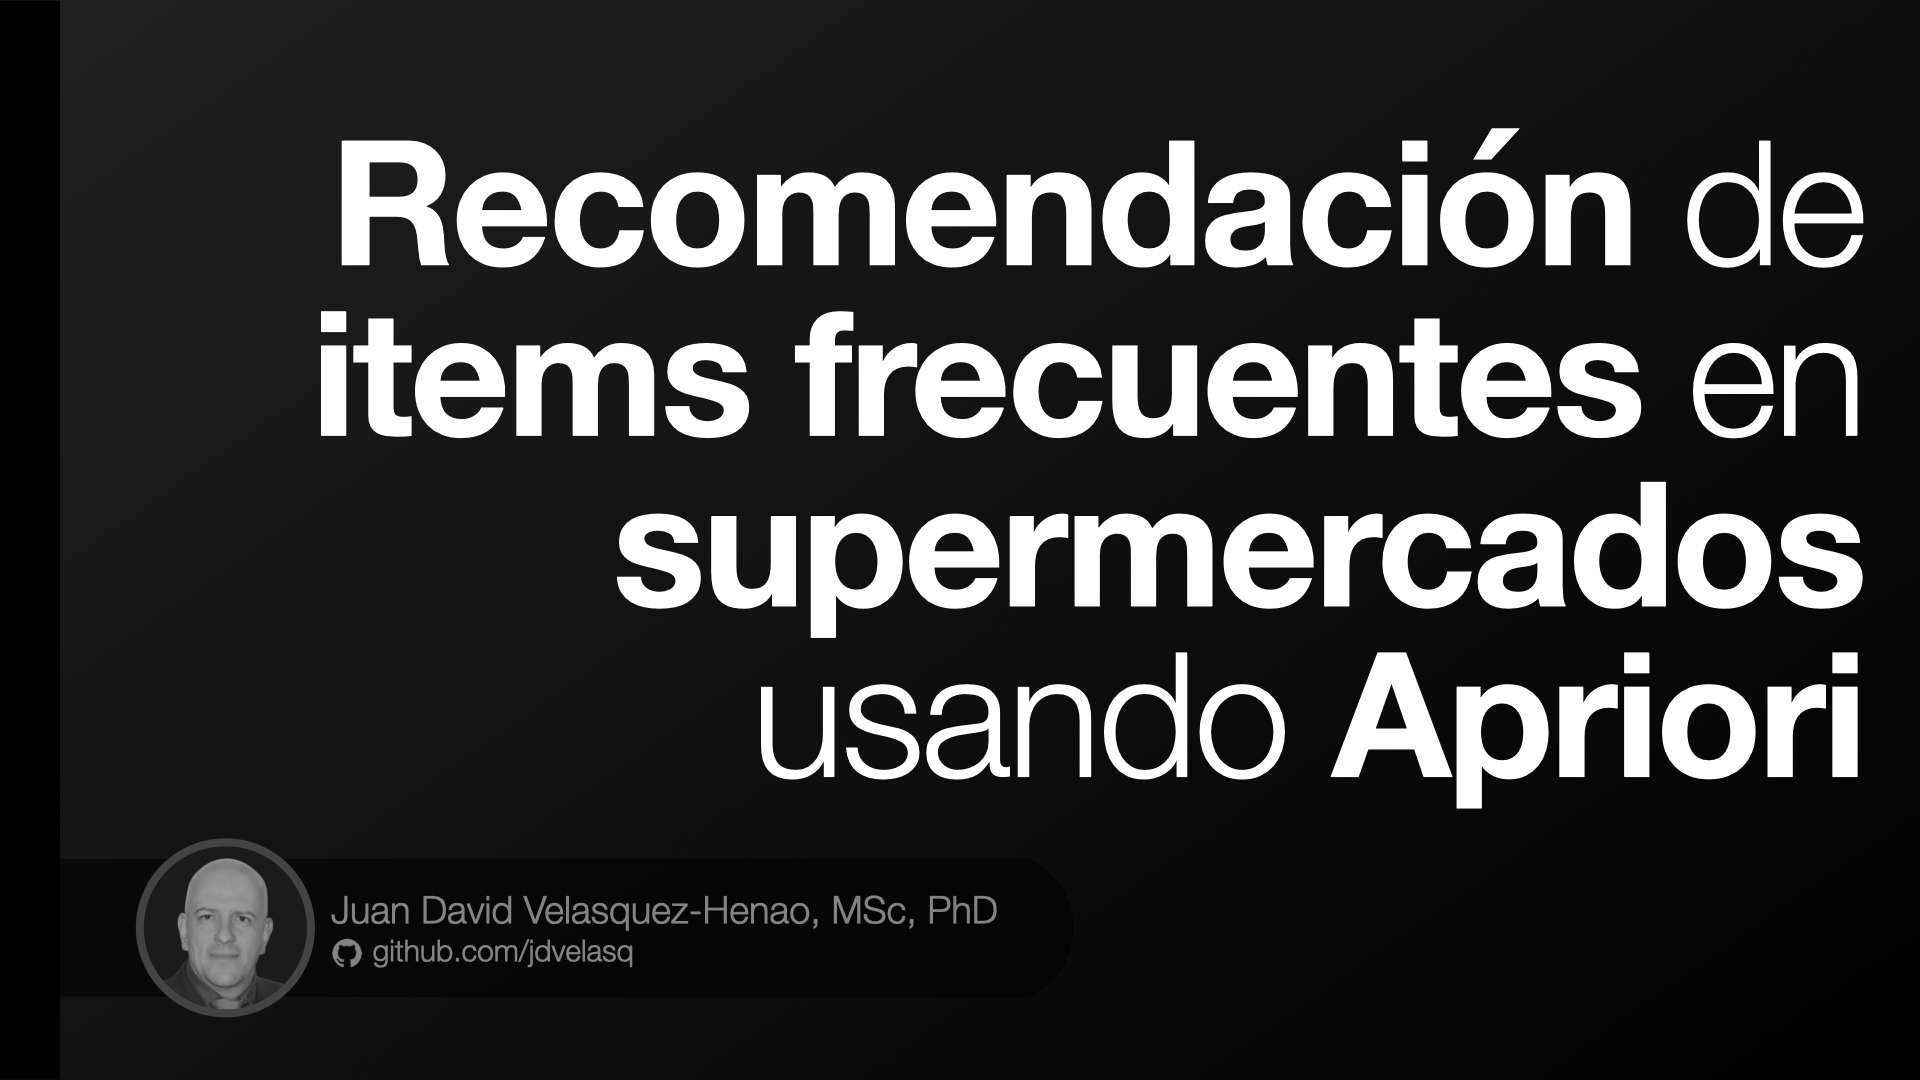 Recomendación de
items frecuentes en
supermercados
usando Apriori
Juan David Velasquez-Henao, MSc, PhD
github.com/jdvelasq